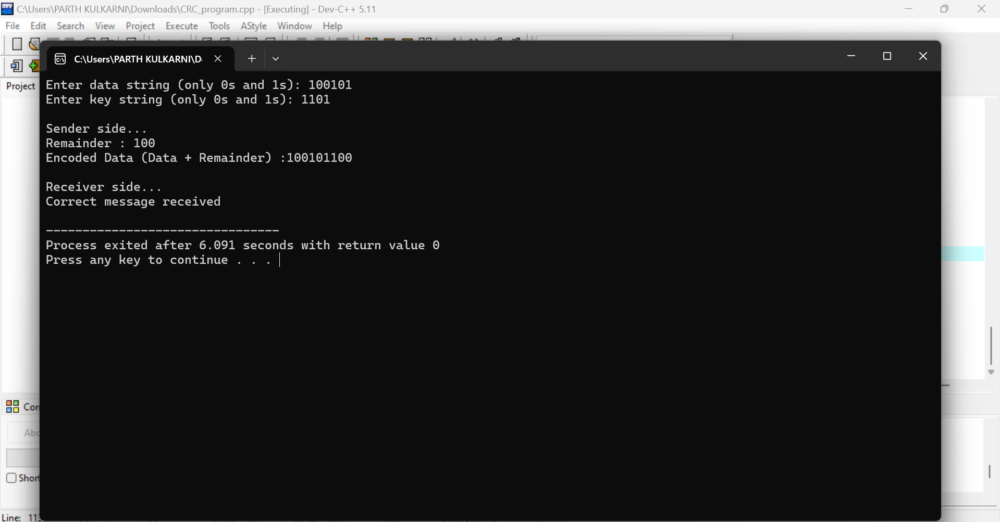 C:\Users\PARTH KULKARNI\Downloads\CRC_program.cpp - [Executing] - Dev-C++ 5.11
File Edit Search View Project Execute Tools AStyle Window Help
C:\Users\PARTH KULKARNI\D
Project
Enter data string (only 0s and 1s): 100101
Enter key string (only 0s and 1s): 1101
Sender side...
Remainder : 100
Encoded Data (Data + Remainder) :100101100
Receiver side...
Correct message received
--------------------------------
Process exited after 6.091 seconds with return value 0
Press any key to continue . . .
Short
Line: 113